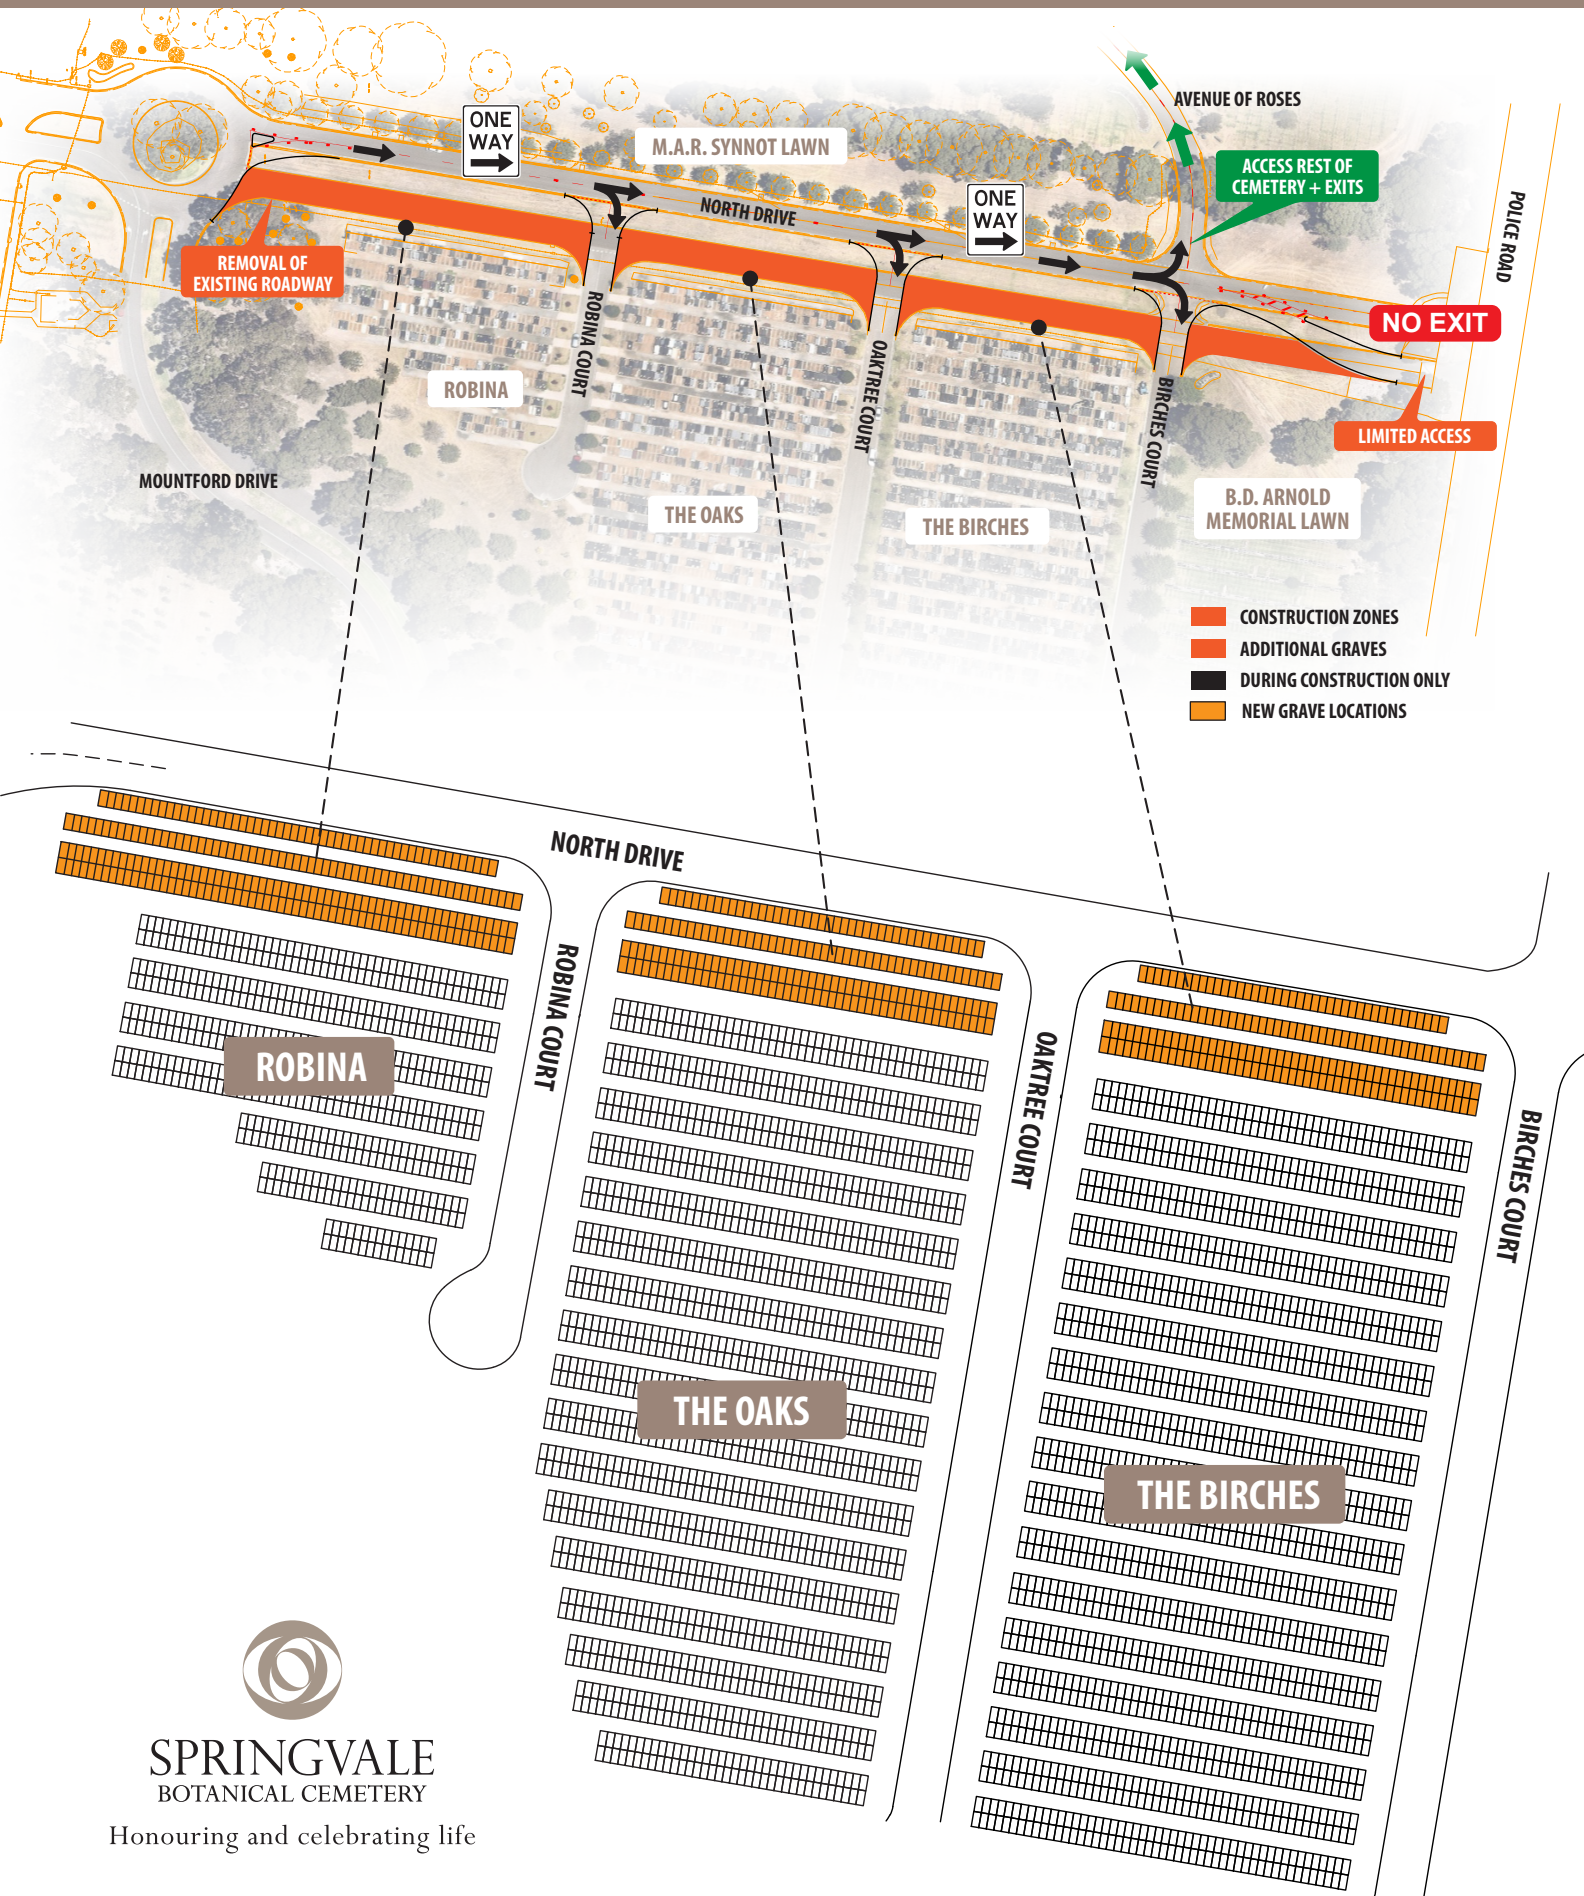 AVENUE OF ROSES
ONE
WAY
M.A.R. SYNNOT LAWN
ACCESS REST OF
CEMETERY + EXITS
ONE
WAY
NORTH DRIVE
POLICE ROAD
REMOVAL OF
EXISTING ROADWAY
NO EXIT
ROBINA COURT
OAKTREE COURT
BIRCHES COURT
ROBINA
LIMITED ACCESS
MOUNTFORD DRIVE
THE OAKS
THE BIRCHES
B.D. ARNOLD
MEMORIAL LAWN
CONSTRUCTION ZONES
ADDITIONAL GRAVES
DURING CONSTRUCTION ONLY
NEW GRAVE LOCATIONS
NORTH DRIVE
ROBINA COURT
OAKTREE COURT
BIRCHES COURT
ROBINA
THE OAKS
THE BIRCHES
SPRINGVALE
BOTANICAL CEMETERY
Honouring and celebrating life